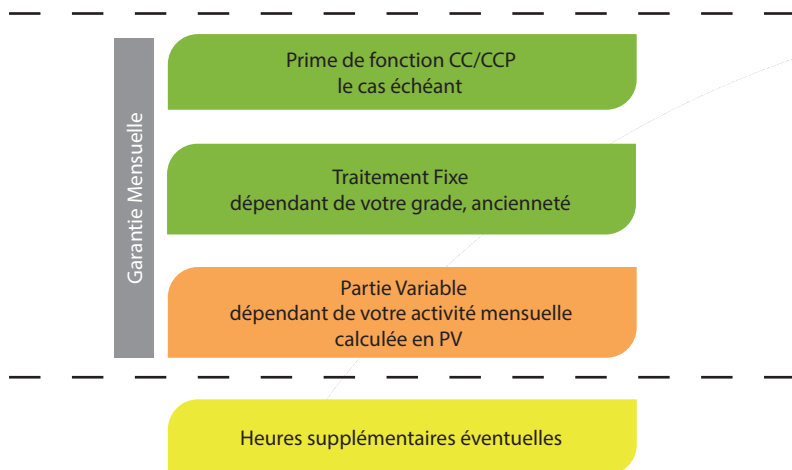 Garantie Mensuelle
Prime de fonction CC/CCP
le cas échéant
Traitement Fixe
dépendant de votre grade, ancienneté
Partie Variable
dépendant de votre activité mensuelle
calculée en PV
Heures supplémentaires éventuelles